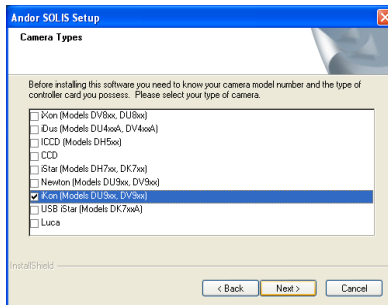 Andor SOLIS Setup
Camera Types
Before installing this software you need to know your camera model number and the type of
controller card you possess. Please select your type of camera.
iXon (Models DV8xx, DU8xx)
iDus (Models DU4xxA, DV4xxA)
ICCD (Models DH5xx)
CCD
iStar (Models DH7xx, DK7xx)
Newton (Models DU9xx, DV9xx)
iKon (Models DU9xx, DV9xx)
USB iStar (Models DK7xxA)
Luca
InstallShield
< Back
Next >
Cancel